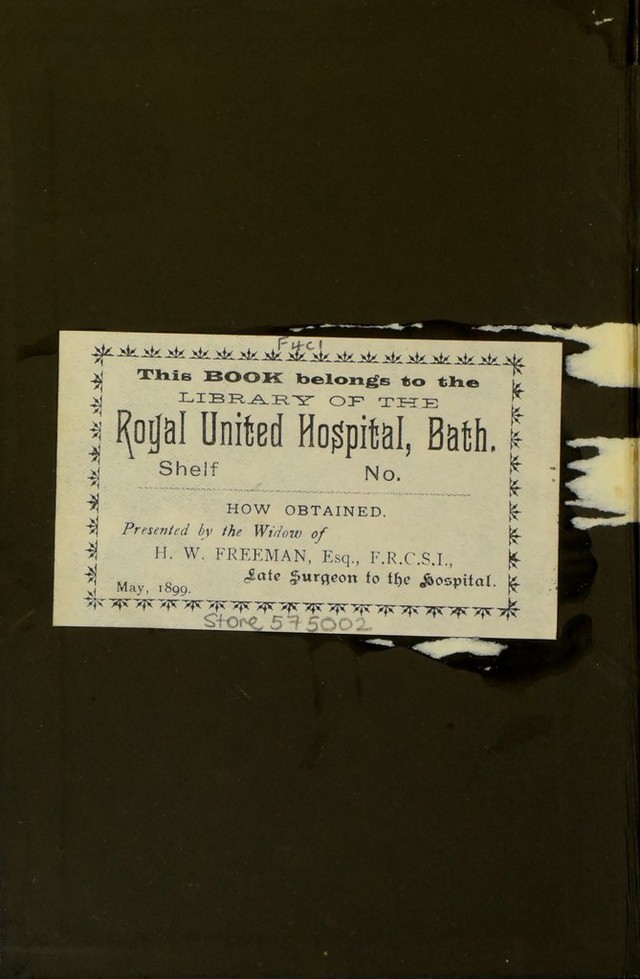 F4c1
This BOOK belongs to the
LIBRARY OF THE
Royal United Hospital, Bath.
Shelf No.
HOW OBTAINED.
Presented by the Widow of
H. W. FREEMAN, Esq., F.R.C.S.I.,
Late Surgeon to the Hospital.
May, 1899.
Store 575002